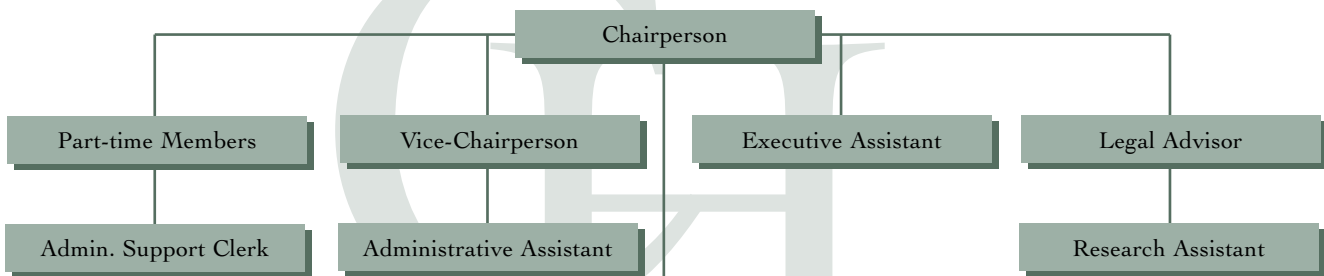 Chairperson
Part-time Members
Vice-Chairperson
Executive Assistant
Legal Advisor
Admin. Support Clerk
Administrative Assistant
Research Assistant